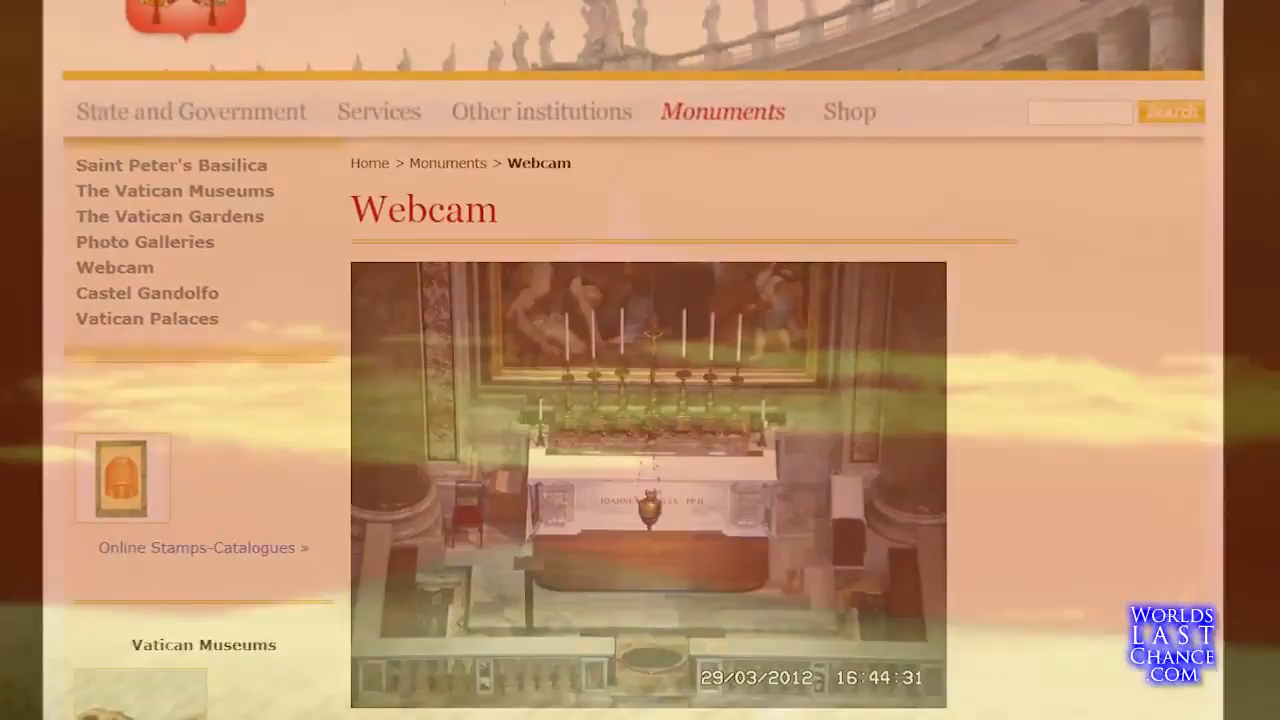 State and Government Services Other institutions Monuments Shop Search
Saint Peter's Basilica
The Vatican Museums
The Vatican Gardens
Photo Galleries
Webcam
Castel Gandolfo
Vatican Palaces
Online Stamps-Catalogues »
Vatican Museums
Home > Monuments > Webcam
Webcam
29/03/2012 16:44:31
WORLDS
LAST
CHANCE
.COM